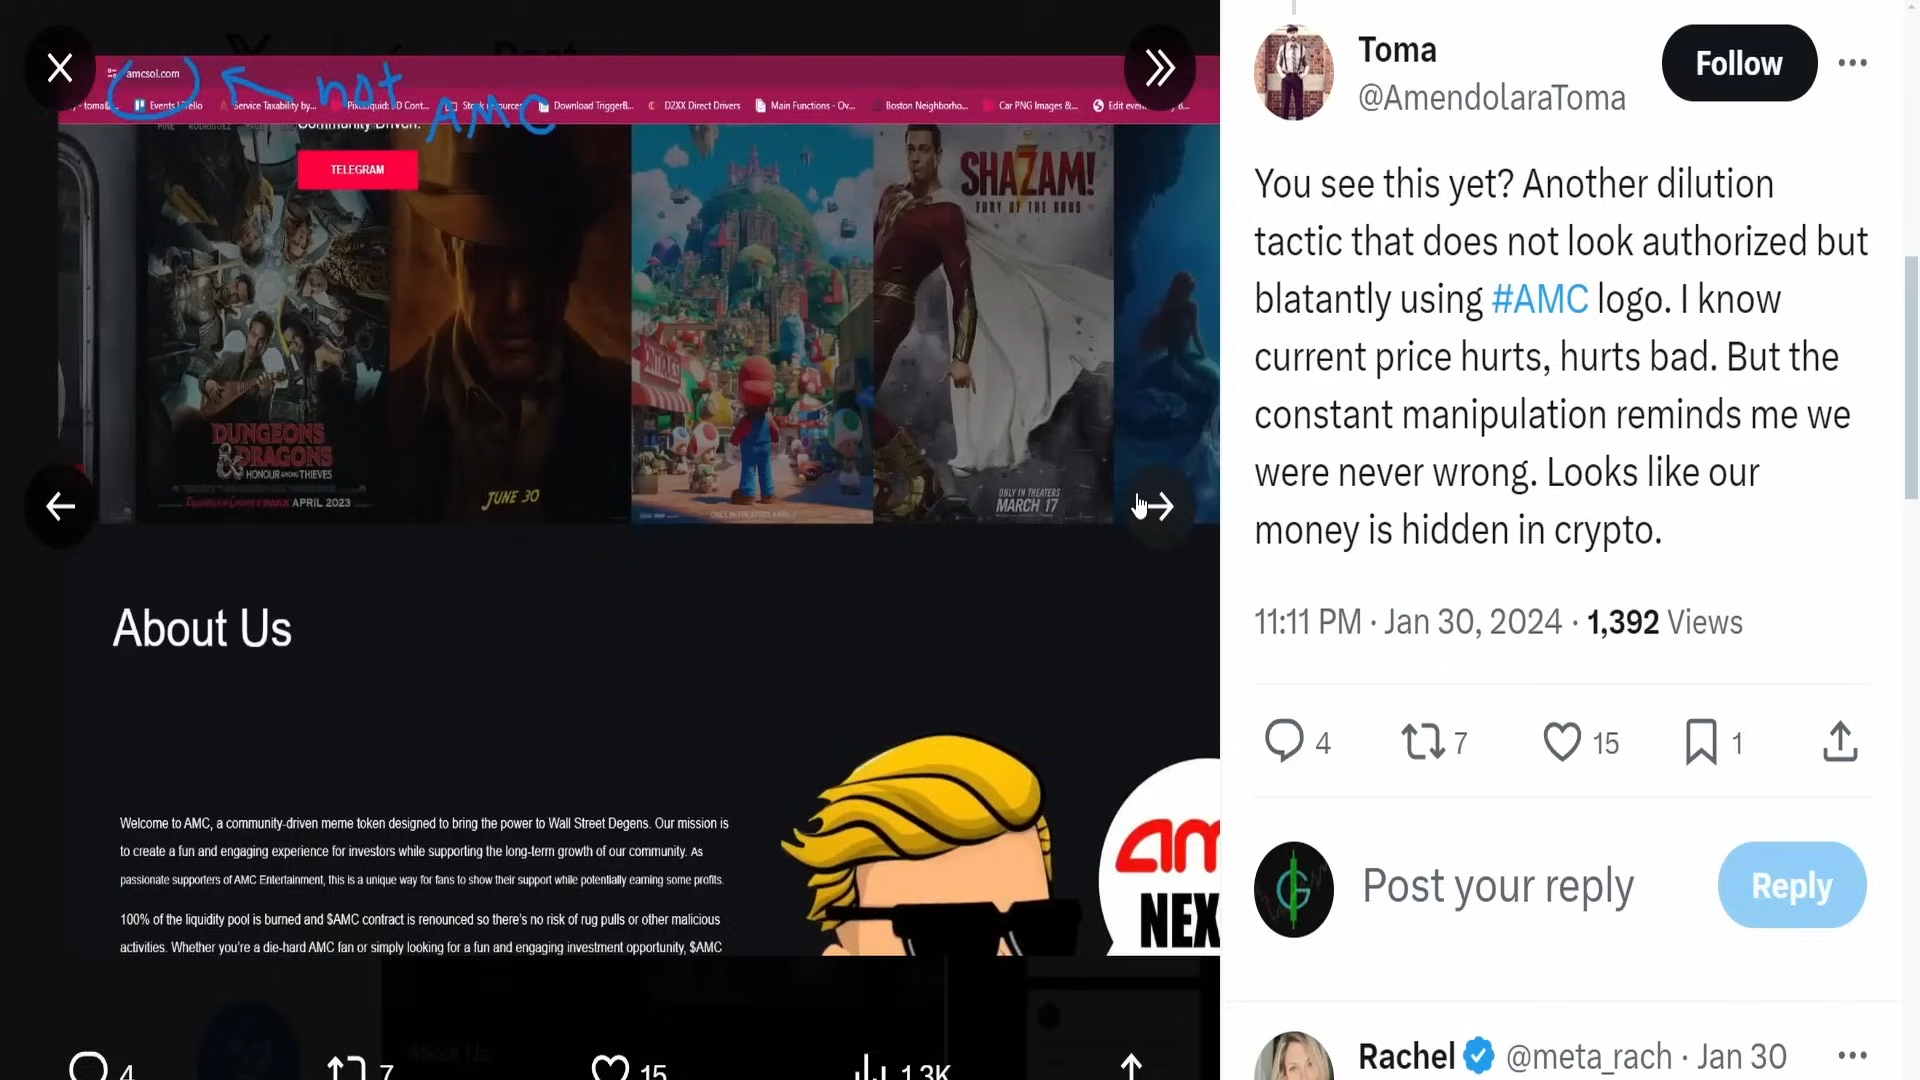 amcsol.com
not
AMC
Events | Trello
Service Taxability by...
Download TriggerB...
D2XX Direct Drivers
Main Functions - Ov...
Boston Neighborho...
Car PNG Images &...
Community Driven.
TELEGRAM
DUNGEONS
& DRAGONS
HONOUR AMONG THIEVES
APRIL 2023
JUNE 30
SHAZAM!
FURY OF THE GODS
ONLY IN THEATERS
MARCH 17
About Us
Welcome to AMC, a community-driven meme token designed to bring the power to Wall Street Degens. Our mission is
to create a fun and engaging experience for investors while supporting the long-term growth of our community. As
passionate supporters of AMC Entertainment, this is a unique way for fans to show their support while potentially earning some profits.
100% of the liquidity pool is burned and $AMC contract is renounced so there's no risk of rug pulls or other malicious
activities. Whether you're a die-hard AMC fan or simply looking for a fun and engaging investment opportunity, $AMC
am
NEX
4
7
15
1.3K
Toma
@AmendolaraToma
Follow
You see this yet? Another dilution
tactic that does not look authorized but
blatantly using #AMC logo. I know
current price hurts, hurts bad. But the
constant manipulation reminds me we
were never wrong. Looks like our
money is hidden in crypto.
11:11 PM · Jan 30, 2024 · 1,392 Views
4
7
15
1
Post your reply
Reply
Rachel @meta_rach · Jan 30